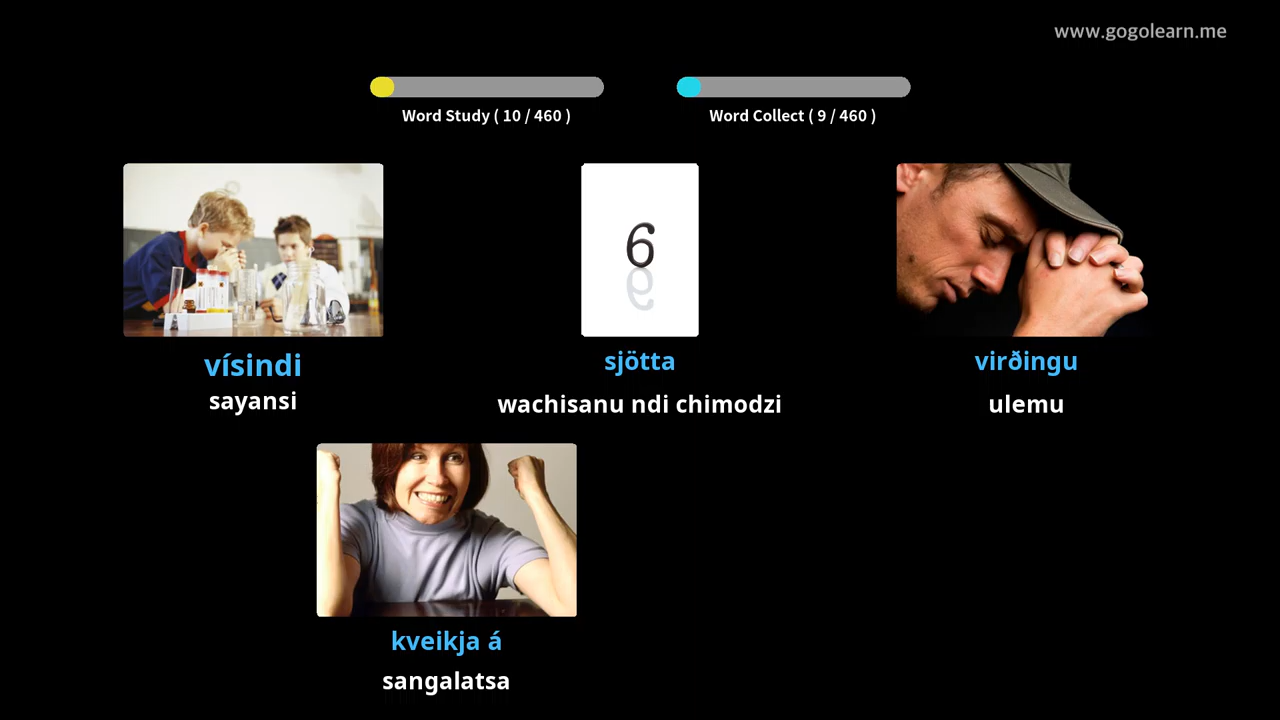 www.gogolearn.me
Word Study ( 10 / 460 )
Word Collect ( 9 / 460 )
6
vísindi
sayansi
sjötta
wachisanu ndi chimodzi
virðingu
ulemu
kveikja á
sangalatsa